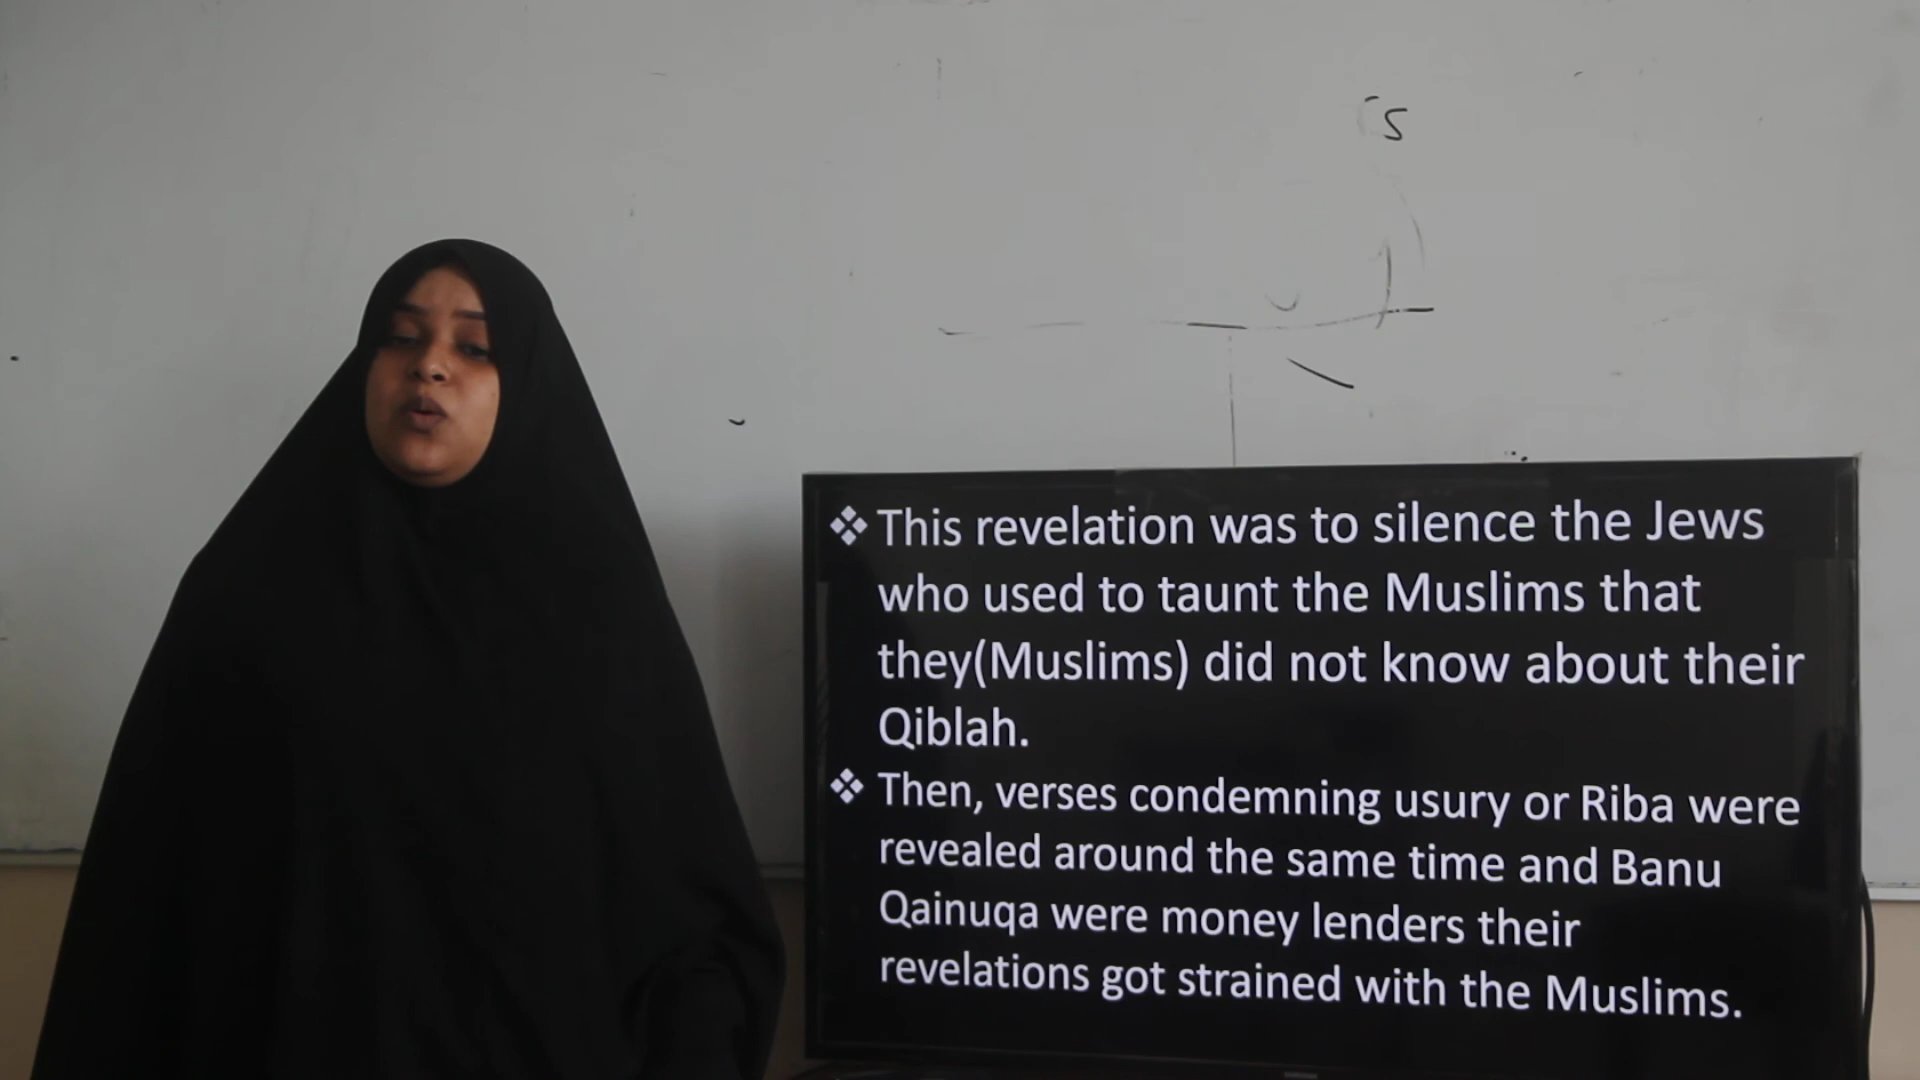 ❖ This revelation was to silence the Jews
who used to taunt the Muslims that
they(Muslims) did not know about their
Qiblah.
❖ Then, verses condemning usury or Riba were
revealed around the same time and Banu
Qainuqa were money lenders their
revelations got strained with the Muslims.